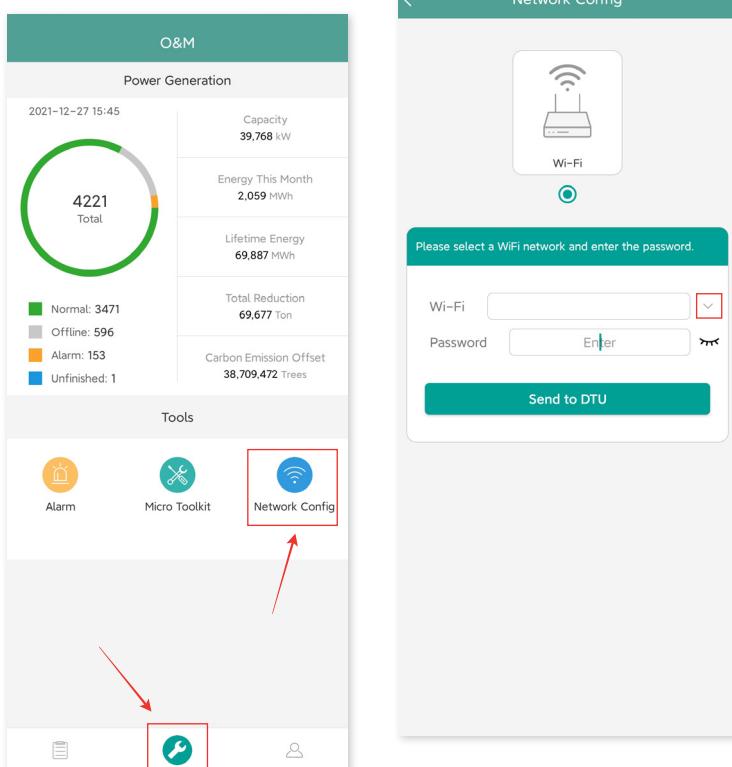 O&M
Power Generation
2021-12-27 15:45
4221
Total
Normal: 3471
Offline: 596
Alarm: 153
Unfinished: 1
Capacity
39,768 kW
Energy This Month
2,059 MWh
Lifetime Energy
69,887 MWh
Total Reduction
69,677 Ton
Carbon Emission Offset
38,709,472 Trees
Tools
Alarm
Micro Toolkit
Network Config
Network Config
Wi-Fi
Please select a WiFi network and enter the password.
Wi-Fi
Password
Enter
Send to DTU